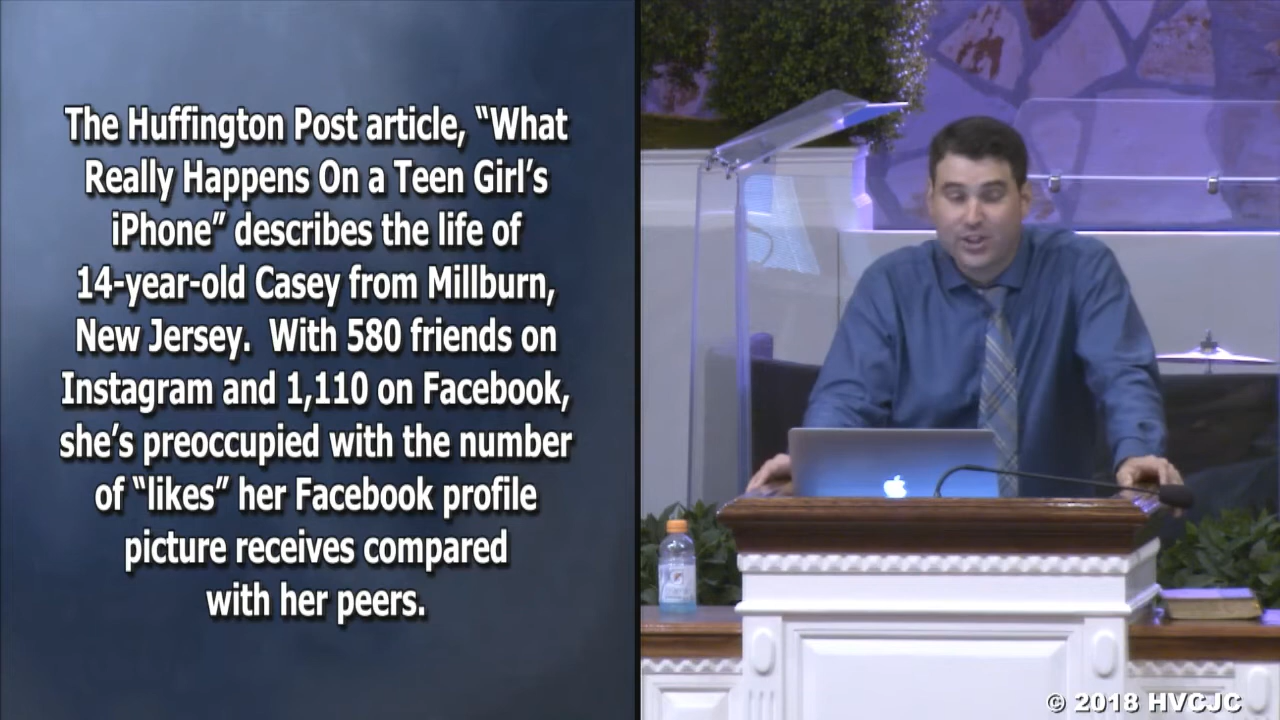 The Huffington Post article, “What
Really Happens On a Teen Girl’s
iPhone” describes the life of
14-year-old Casey from Millburn,
New Jersey.  With 580 friends on
Instagram and 1,110 on Facebook,
she’s preoccupied with the number
of “likes” her Facebook profile
picture receives compared
with her peers.
© 2018 HVCJC